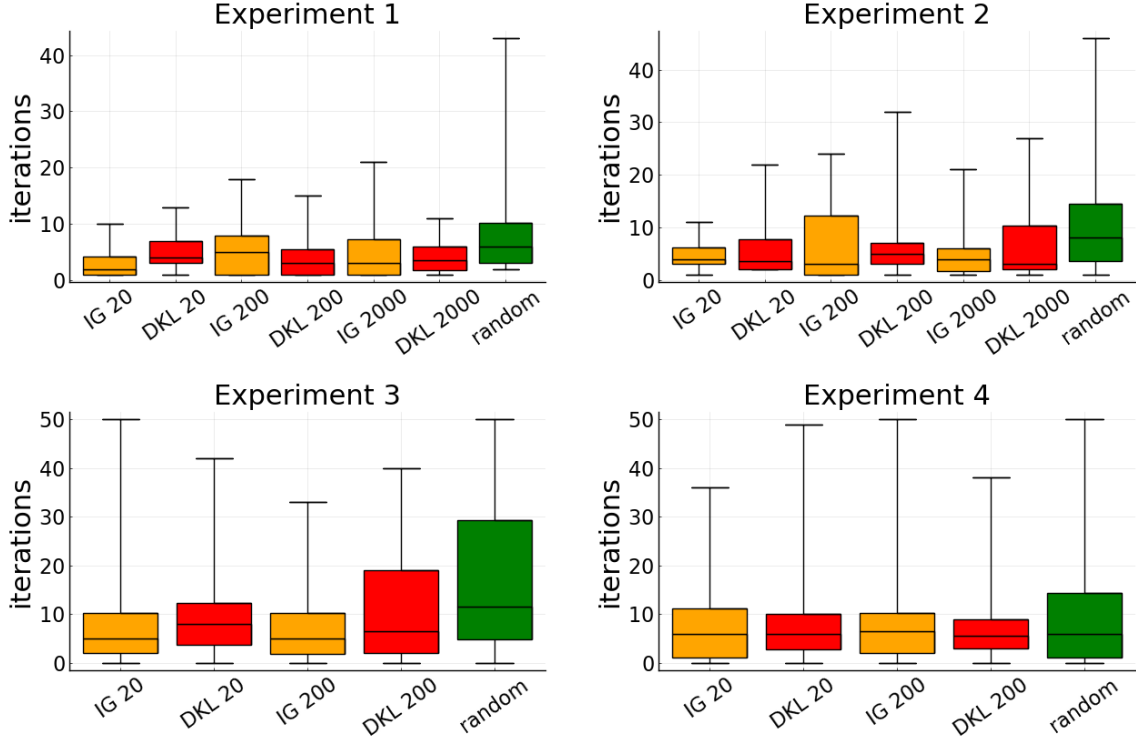 Experiment 1
iterations
40
30
20
10
0
IG 20
DKL 20
IG 200
DKL 200
IG 2000
DKL 2000
random
Experiment 2
iterations
40
30
20
10
0
IG 20
DKL 20
IG 200
DKL 200
IG 2000
DKL 2000
random
Experiment 3
iterations
50
40
30
20
10
0
IG 20
DKL 20
IG 200
DKL 200
random
Experiment 4
iterations
50
40
30
20
10
0
IG 20
DKL 20
IG 200
DKL 200
random